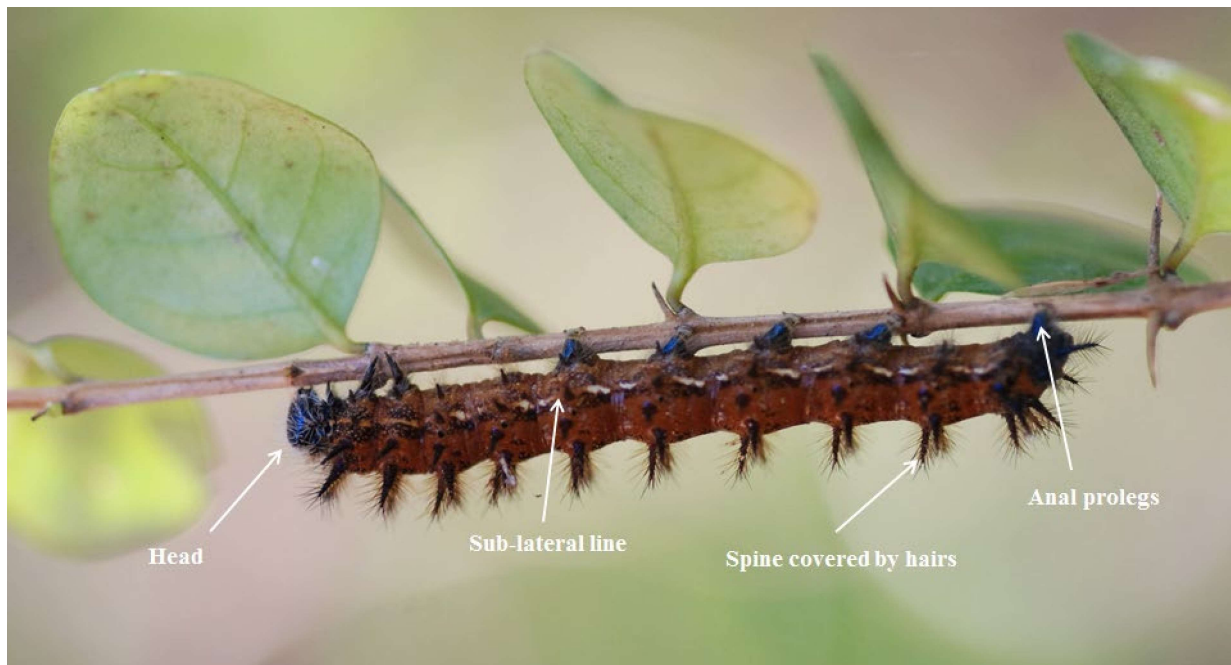 Head
Sub-lateral line
Spine covered by hairs
Anal prolegs